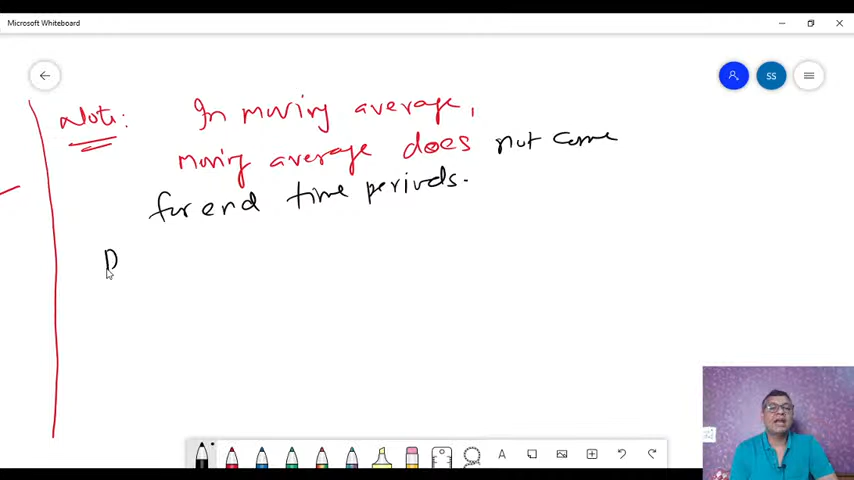 Microsoft Whiteboard
SS
Note: In moving average,
moving average does not come
for end time periods.
D
A